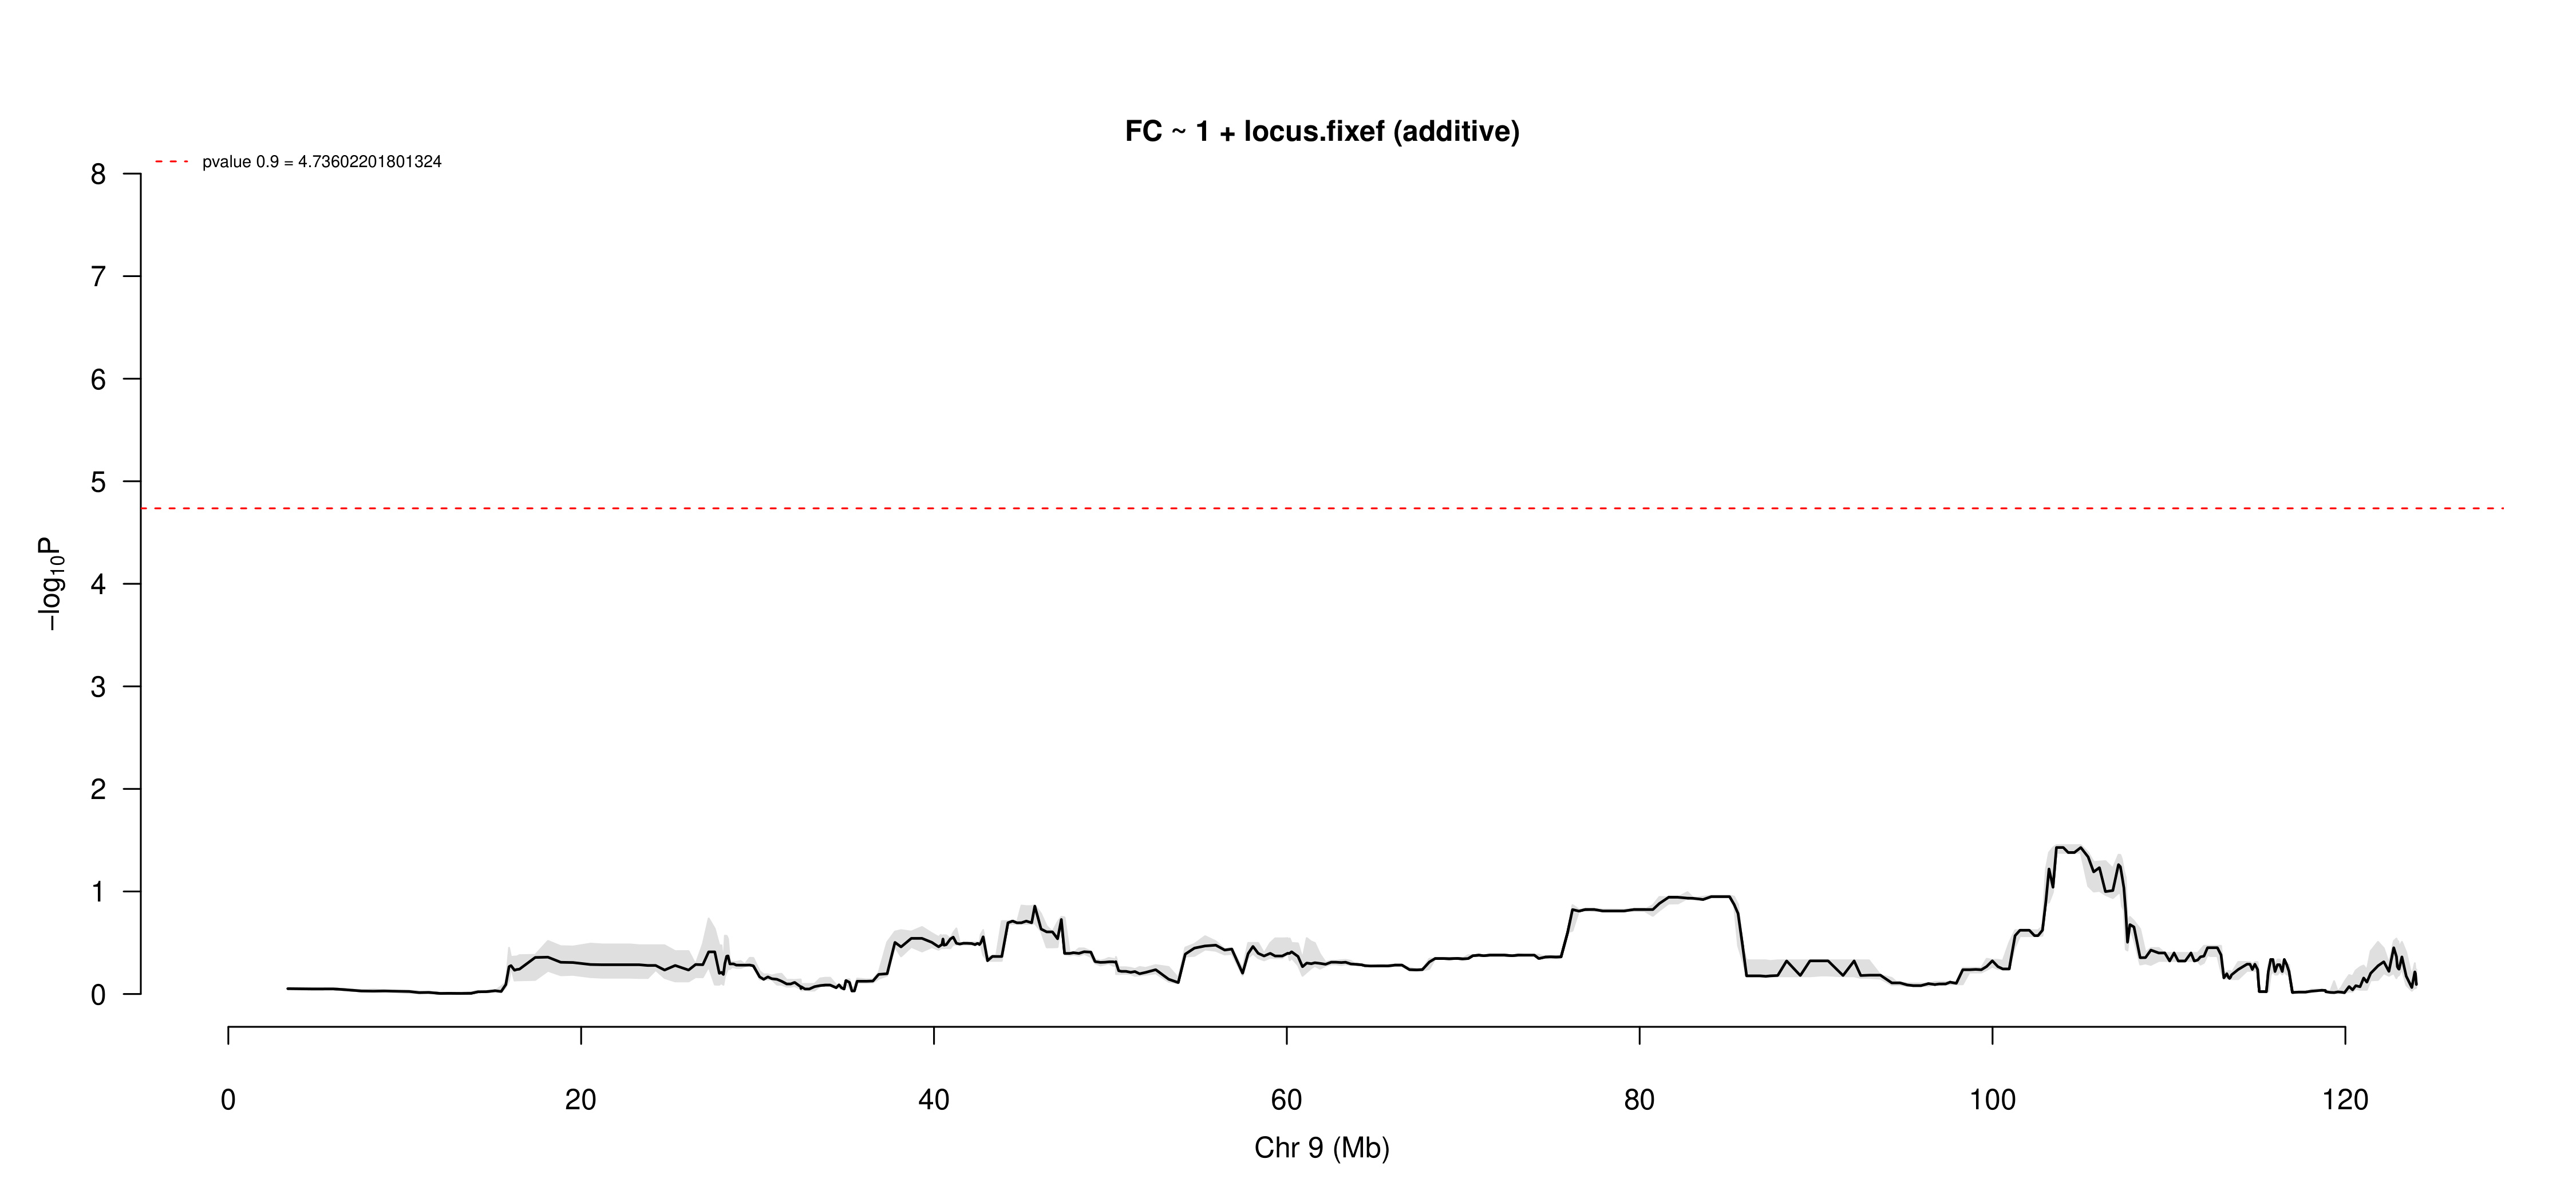 FC ~ 1 + locus.fixef (additive)
pvalue 0.9 = 4.73602201801324
8
7
6
5
4
3
2
1
0
−log10P
0 20 40 60 80 100 120
Chr 9 (Mb)